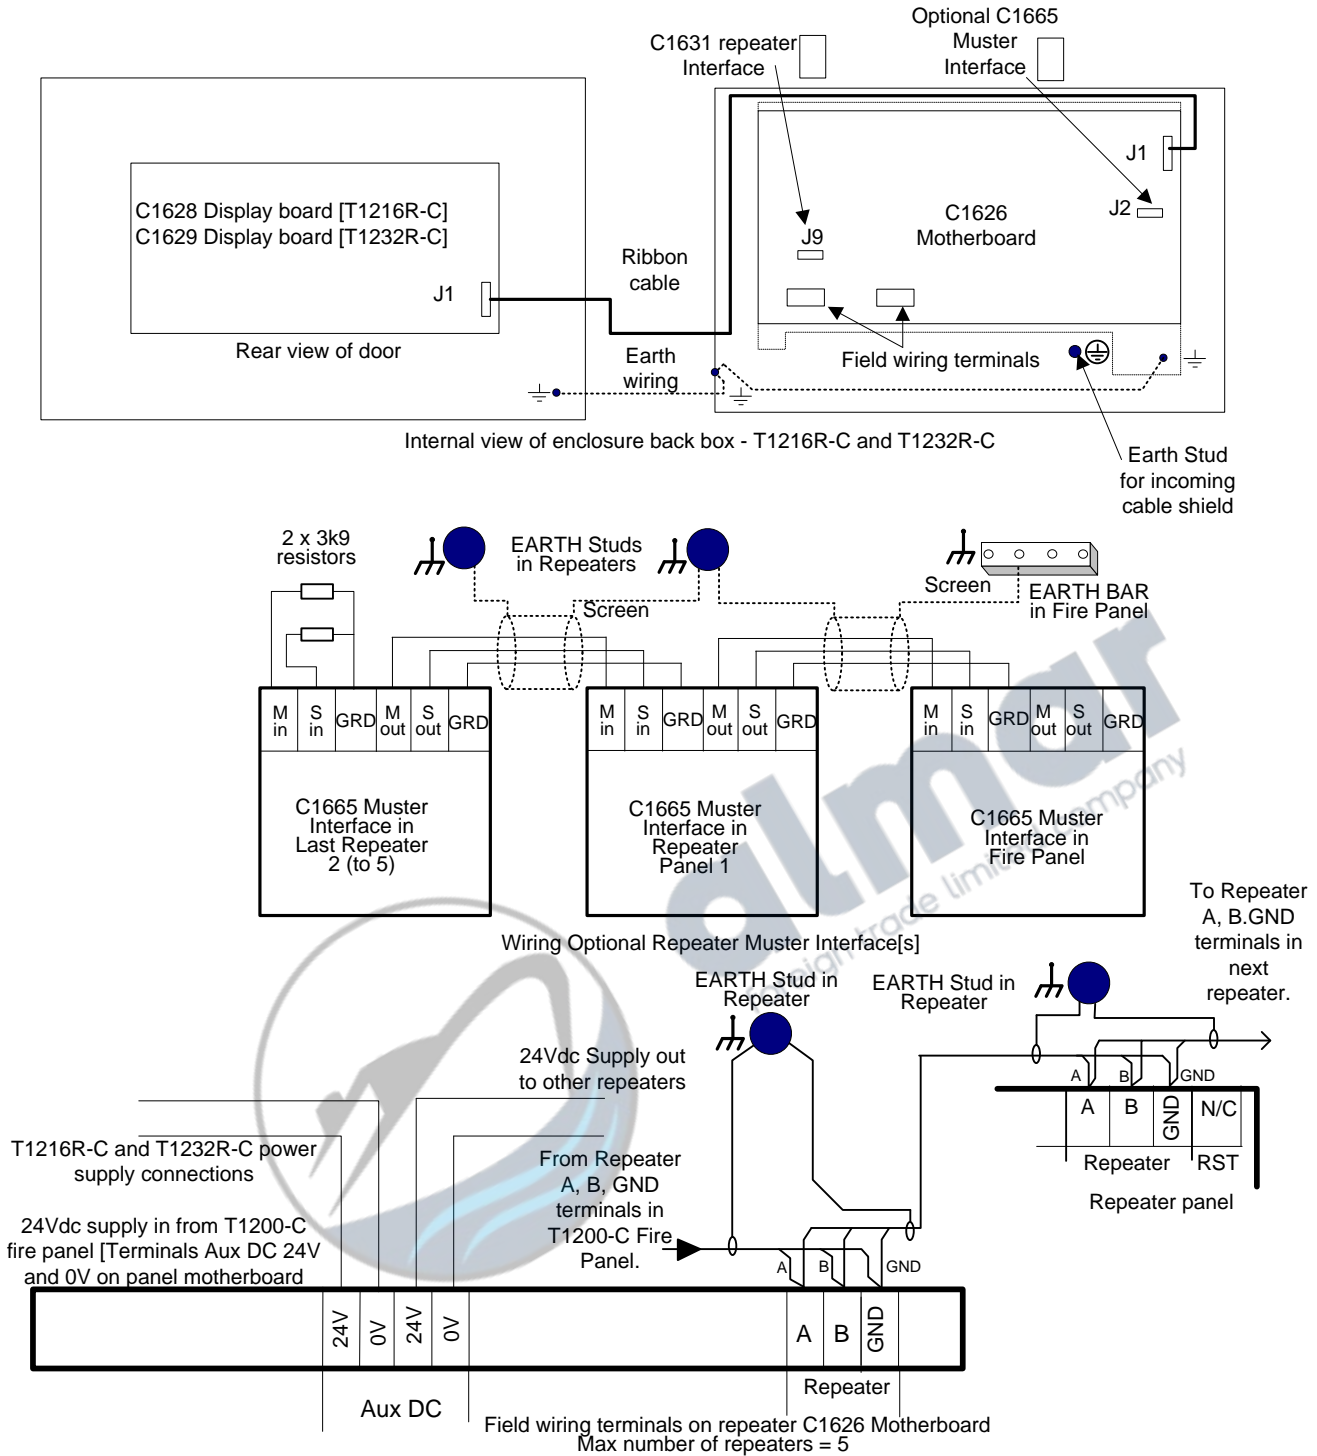 Optional C1665
Muster
Interface
C1631 repeater
Interface
J1
C1628 Display board [T1216R-C]
C1629 Display board [T1232R-C]
J2
C1626
Motherboard
J9
Ribbon
cable
J1
Rear view of door
Earth
wiring
Field wiring terminals
Internal view of enclosure back box - T1216R-C and T1232R-C
Earth Stud
for incoming
cable shield
2 x 3k9
resistors
EARTH Studs
in Repeaters
Screen
Screen
EARTH BAR
in Fire Panel
M in S in GRD M out S out GRD
M in S in GRD M out S out GRD
M in S in GRD M out S out GRD
C1665 Muster
Interface in
Last Repeater
2 (to 5)
C1665 Muster
Interface in
Repeater
Panel 1
C1665 Muster
Interface in
Fire Panel
almar
foreign trade limited company
Wiring Optional Repeater Muster Interface[s]
To Repeater
A, B.GND
terminals in
next
repeater.
EARTH Stud in
Repeater
EARTH Stud in
Repeater
24Vdc Supply out
to other repeaters
A B GND
A B GND N/C
Repeater RST
Repeater panel
T1216R-C and T1232R-C power
supply connections
From Repeater
A, B, GND
terminals in
T1200-C Fire
Panel.
24Vdc supply in from T1200-C
fire panel [Terminals Aux DC 24V
and 0V on panel motherboard
A B GND
24V 0V 24V 0V
A B GND
Aux DC
Repeater
Field wiring terminals on repeater C1626 Motherboard
Max number of repeaters = 5